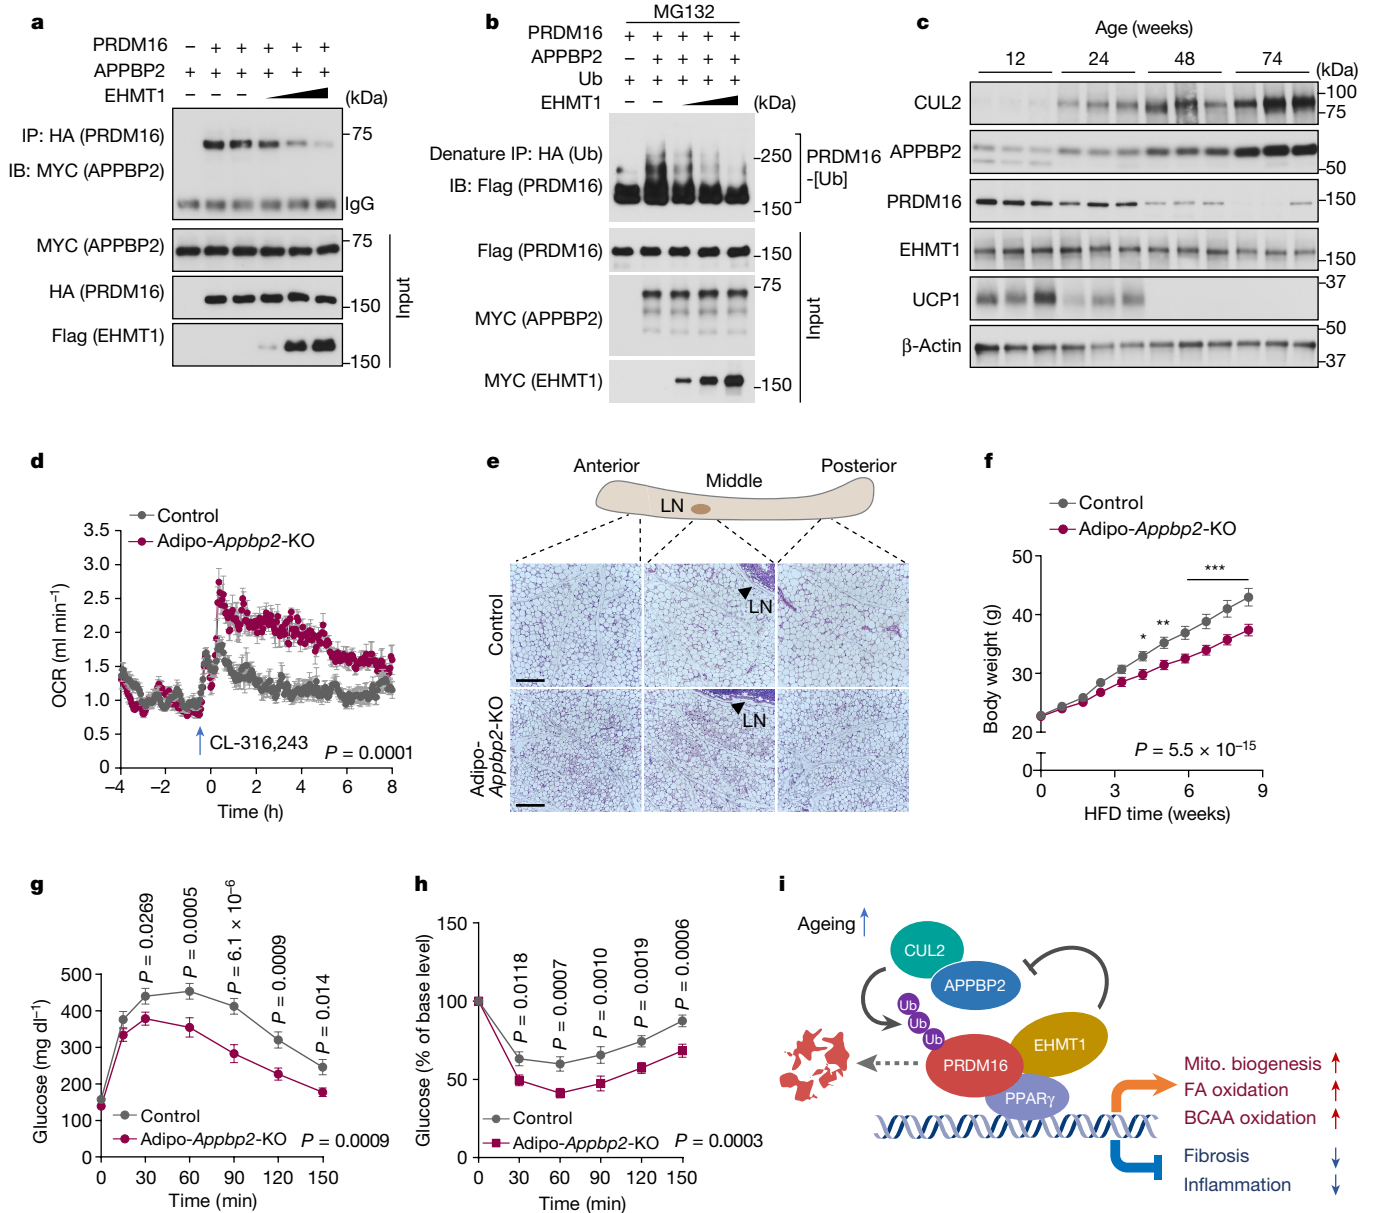 a
PRDM16 − + + + + +
APPBP2 + + + + + +
EHMT1 − − − (kDa)
IP: HA (PRDM16)
IB: MYC (APPBP2)
75
IgG
MYC (APPBP2)
75
HA (PRDM16)
150
Flag (EHMT1)
150
Input
b
MG132
PRDM16 + + + + +
APPBP2 − + + + +
Ub + + + + +
EHMT1 − − (kDa)
Denature IP: HA (Ub)
IB: Flag (PRDM16)
250
150
PRDM16
-[Ub]
Flag (PRDM16)
150
75
MYC (APPBP2)
MYC (EHMT1)
150
Input
c
Age (weeks)
12 24 48 74 (kDa)
CUL2
100
75
APPBP2
50
PRDM16
150
EHMT1
150
UCP1
37
β-Actin
50
37
d
Control
Adipo-Appbp2-KO
OCR (ml min−1)
3.5
3.0
2.5
2.0
1.5
1.0
0.5
0
CL-316,243
P = 0.0001
−4 −2 0 2 4 6 8
Time (h)
e
Anterior
Middle
Posterior
LN
Control
LN
Adipo-
Appbp2-KO
LN
f
Control
Adipo-Appbp2-KO
Body weight (g)
50
40
30
20
0
* ** ***
P = 5.5 × 10−15
0 3 6 9
HFD time (weeks)
g
P = 0.0269
P = 0.0005
P = 6.1 × 10−6
P = 0.0009
P = 0.014
Glucose (mg dl−1)
500
400
300
200
100
0
Control
Adipo-Appbp2-KO
P = 0.0009
0 30 60 90 120 150
Time (min)
h
P = 0.0118
P = 0.0007
P = 0.0010
P = 0.0019
P = 0.0006
Glucose (% of base level)
150
100
50
0
Control
Adipo-Appbp2-KO
P = 0.0003
0 30 60 90 120 150
Time (min)
i
Ageing
CUL2
APPBP2
Ub
Ub
Ub
PRDM16
EHMT1
PPARγ
Mito. biogenesis
FA oxidation
BCAA oxidation
Fibrosis
Inflammation